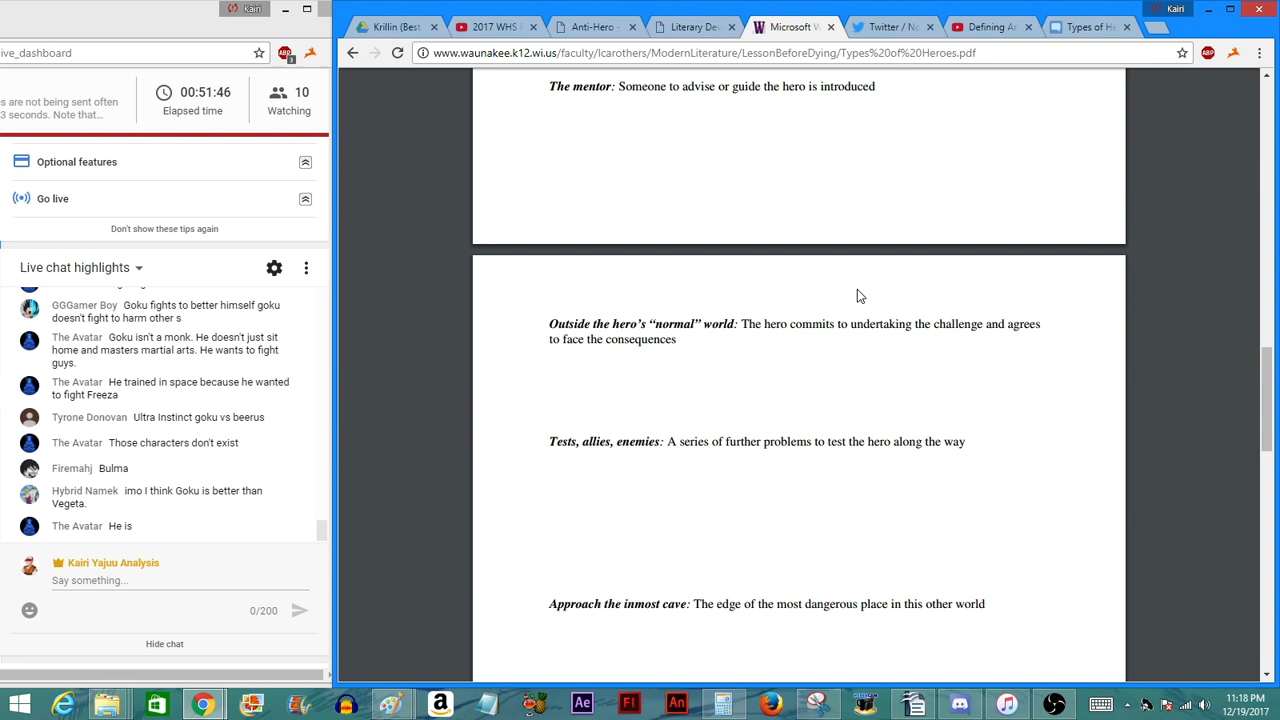 Kairi
ive_dashboard
es are not being sent often
3 seconds. Note that...
00:51:46
Elapsed time
10
Watching
Optional features
Go live
Don't show these tips again
Live chat highlights
GGGamer Boy Goku fights to better himself goku
doesn't fight to harm other s
The Avatar Goku isn't a monk. He doesn't just sit
home and masters martial arts. He wants to fight
guys.
The Avatar He trained in space because he wanted
to fight Freeza
Tyrone Donovan Ultra Instinct goku vs beerus
The Avatar Those characters don't exist
Firemahj Bulma
Hybrid Namek imo I think Goku is better than
Vegeta.
The Avatar He is
Kairi Yajuu Analysis
Say something...
0/200
Hide chat
Krillin (Best
2017 WHS
Anti-Hero -
Literary Dev
Microsoft W
Twitter / No
Defining An
Types of He
Kairi
www.waunakee.k12.wi.us/faculty/lcarothers/ModernLiterature/LessonBeforeDying/Types%20of%20Heroes.pdf
The mentor: Someone to advise or guide the hero is introduced
Outside the hero's “normal” world: The hero commits to undertaking the challenge and agrees
to face the consequences
Tests, allies, enemies: A series of further problems to test the hero along the way
Approach the inmost cave: The edge of the most dangerous place in this other world
11:18 PM
12/19/2017